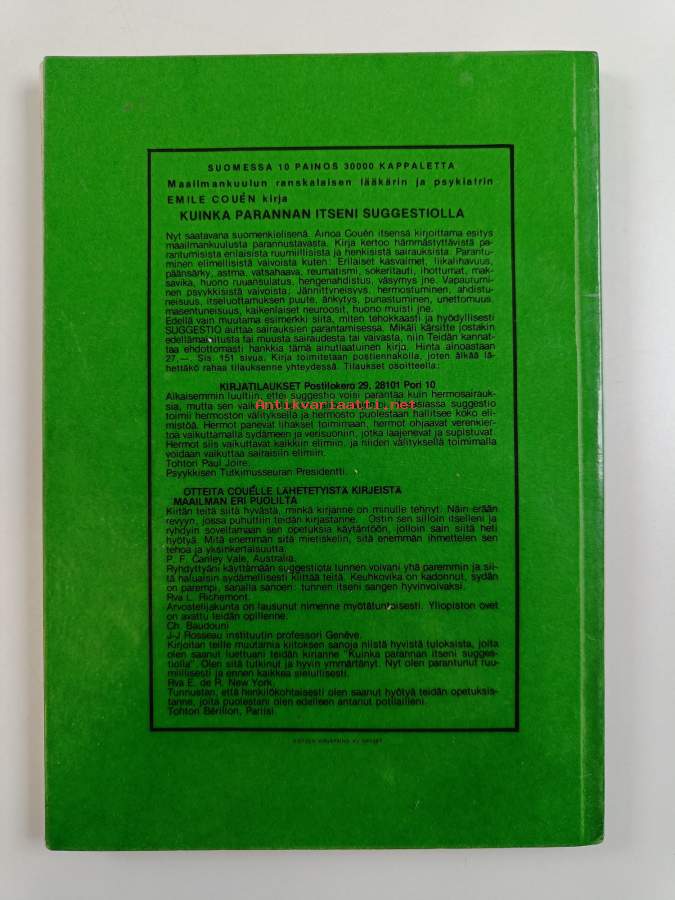 SUOMESSA 10 PAINOS 30000 KAPPALETTA
Maailmankuulun ranskalaisen lääkärin ja psykiatrin
EMILE COUÉN kirja
KUINKA PARANNAN ITSENI SUGGESTIOLLA
Nyt saatavana suomenkielisenä. Ainoa Couén itsensä kirjoittama esitys
maailmankuulusta parannustavasta. Kirja kertoo hämmästyttävistä pa-
rantumisista erilaisista ruumiillisista ja henkisistä sairauksista. Parantu-
minen elimellisistä vaivoista kuten: Erilaiset kasvaimet, liikalihavuus,
päänsärky, astma, vatsahaava, reumatismi, sokeritauti, ihottumat, mak-
savika, huono ruuansulatus, hengenahdistus, väsymys jne. Vapautumi-
nen psyykkisistä vaivoista: Jännittyneisyys, hermostuminen, ahdistu-
neisuus, itseluottamuksen puute, änkytys, punastuminen, unettomuus,
masentuneisuus, kaikenlaiset neuroosit, huono muisti jne.
Edellä vain muutama esimerkki siitä, miten tehokkaasti ja hyödyllisesti
SUGGESTIO auttaa sairauksien parantamisessa. Mikäli kärsitte jostakin
edellämainitusta tai muusta sairaudesta tai vaivasta, niin Teidän kannat-
taa ehdottomasti hankkia tämä ainutlaatuinen kirja. Hinta ainoastaan
27,—. Sis. 151 sivua. Kirja toimitetaan postiennakolla, joten älkää lä-
hettäkö rahaa tilauksenne yhteydessä. Tilaukset osoitteella:
KIRJATILAUKSET Postilokero 29, 28101 Pori 10
Aikaisemmin luultiin, ettei suggestio voisi parantaa kuin hermosairauk-
sia, mutta sen vaikutus
Antikvariaatti.net
suggestio
toimii hermoston välityksellä ja hermosto puolestaan hallitsee koko eli-
mistöä. Hermot panevat lihakset toimimaan, hermot ohjaavat verenkier-
toa vaikuttamalla sydämeen ja verisuoniin, jotka laajenevat ja supistuvat.
Hermot siis vaikuttavat kaikkiin elimiin, ja niiden välityksellä toimimalla
voidaan vaikuttaa sairaisiin elimiin.
Tohtori Paul Joire.
Psyykkisen Tutkimusseuran Presidentti.
OTTEITA COUÉLLE LÄHETETYISTÄ KIRJEISTÄ
MAAILMAN ERI PUOLILTA
Kiitän teitä siitä hyvästä, minkä kirjanne on minulle tehnyt. Näin erään
revyyn, jossa puhuttiin teidän kirjastanne. Ostin sen silloin itselleni ja
ryhdyin soveltamaan sen opetuksia käytäntöön, jolloin sain siitä heti
hyötyä. Mitä enemmän sitä mietiskelin, sitä enemmän ihmettelen sen
tehoa ja yksinkertaisuutta.
P. F. Canley Vale, Australia.
Ryhdyttyäni käyttämään suggestiota tunnen voivani yhä paremmin ja sii-
tä haluaisin sydämellisesti kiittää teitä. Keuhkovika on kadonnut, sydän
on parempi, sanalla sanoen: tunnen itseni sangen hyvinvoivaksi.
Rva L. Richemont.
Arvostelijakunta on lausunut nimenne myötätuntoisesti. Yliopiston ovet
on avattu teidän opillenne.
Ch. Baudouni
J-J Rosseau instituutin professori Genève.
Kirjoitan teille muutamia kiitoksen sanoja niistä hyvistä tuloksista, joita
olen saanut luettuani teidän kirjanne "Kuinka parannan itseni sugges-
tiolla". Olen sitä tutkinut ja hyvin ymmärtänyt. Nyt olen parantunut ruu-
miillisesti ja ennen kaikkea sielullisesti.
Rva E. de R. New York.
Tunnustan, että henkilökohtaisesti olen saanut hyötyä teidän opetuksis-
tanne, joita puolestani olen edelleen antanut potilailleni.
Tohtori Bérillon, Pariisi.